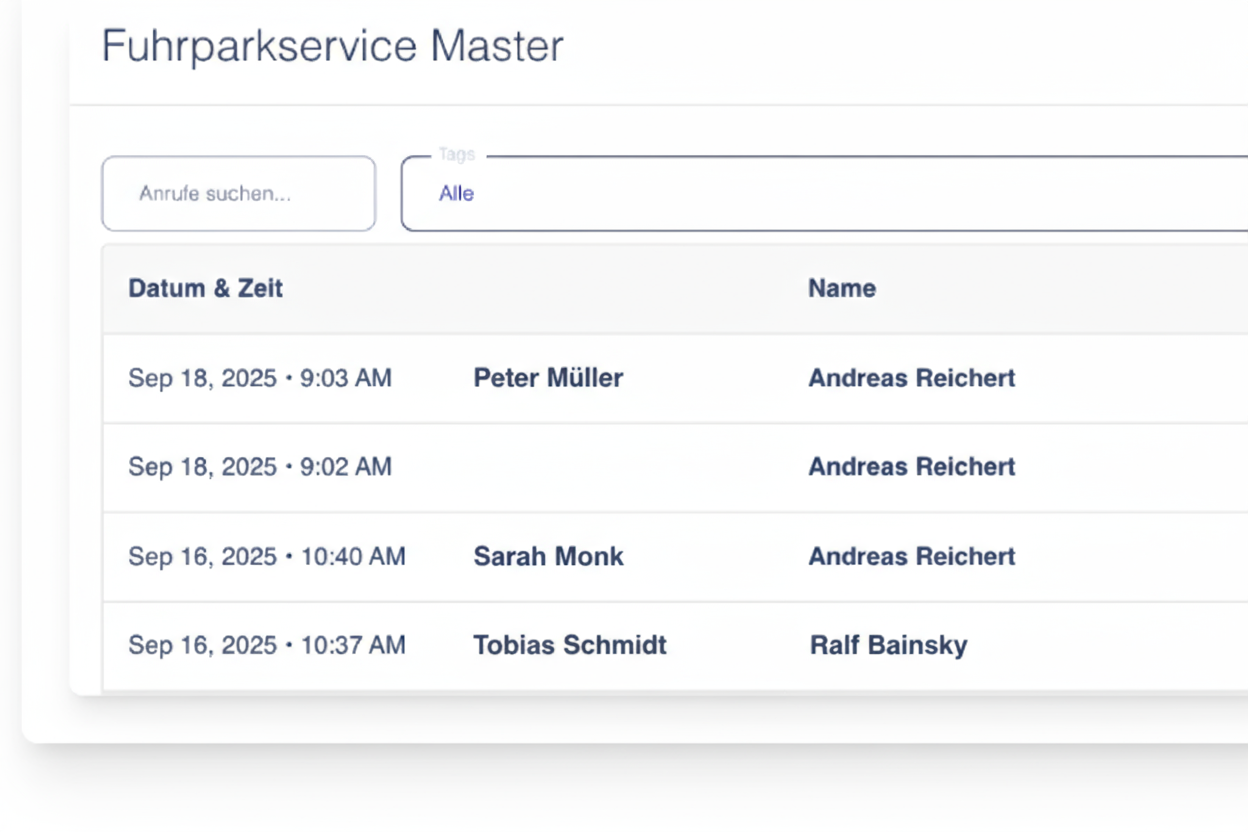 Fuhrparkservice Master
Tags
Anrufe suchen... Alle
Datum & Zeit Name
Sep 18, 2025 • 9:03 AM Peter Müller Andreas Reichert
Sep 18, 2025 • 9:02 AM Andreas Reichert
Sep 16, 2025 • 10:40 AM Sarah Monk Andreas Reichert
Sep 16, 2025 • 10:37 AM Tobias Schmidt Ralf Bainsky